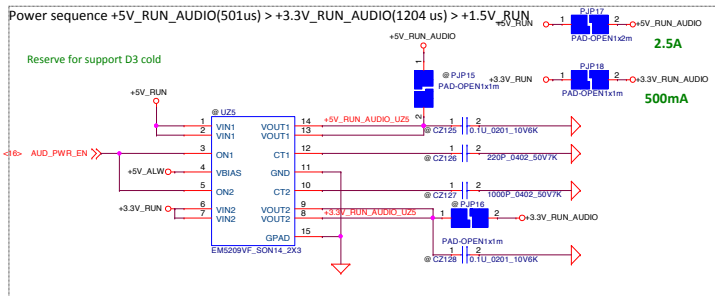 Power sequence +5V_RUN_AUDIO(501us) > +3.3V_RUN_AUDIO(1204 us) > +1.5V_RUN
PJP17
+5V_RUN 1 2 +5V_RUN_AUDIO
PAD-OPEN1x2m
2.5A
+5V_RUN_AUDIO
Reserve for support D3 cold
PJP18
+3.3V_RUN 1 2 +3.3V_RUN_AUDIO
PAD-OPEN1x1m
500mA
1
@ PJP15
PAD-OPEN1x1m
2
+5V_RUN
@ UZ5
1 VIN1 VOUT1 14 +5V_RUN_AUDIO_UZ5
2 VIN1 VOUT1 13
@ CZ125 1 2 0.1U_0201_10V6K
<16> AUD_PWR_EN 3 ON1 CT1 12
@ CZ126 1 2 220P_0402_50V7K
+5V_ALW 4 VBIAS GND 11
5 ON2 CT2 10
@ CZ127 1 2 1000P_0402_50V7K
+3.3V_RUN 6 VIN2 VOUT2 9
7 VIN2 VOUT2 8 +3.3V_RUN_AUDIO_UZ5
@ PJP16
1 2 +3.3V_RUN_AUDIO
PAD-OPEN1x1m
GPAD 15
EM5209VF_SON14_2X3
@ CZ128 1 2 0.1U_0201_10V6K